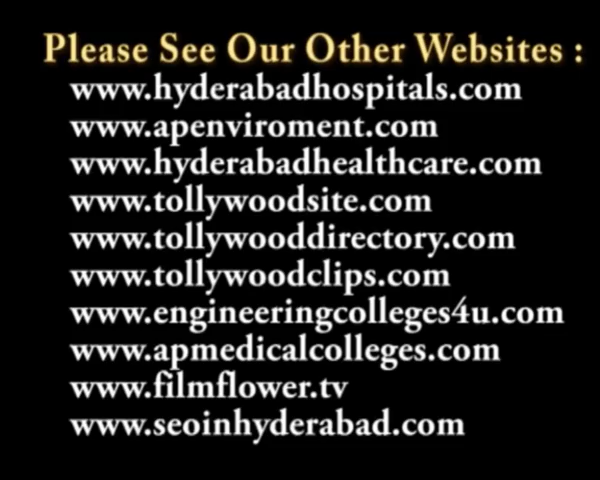 Please See Our Other Websites :
www.hyderabadhospitals.com
www.apenviroment.com
www.hyderabadhealthcare.com
www.tollywoodsite.com
www.tollywooddirectory.com
www.tollywoodclips.com
www.engineeringcolleges4u.com
www.apmedicalcolleges.com
www.filmflower.tv
www.seoinhyderabad.com